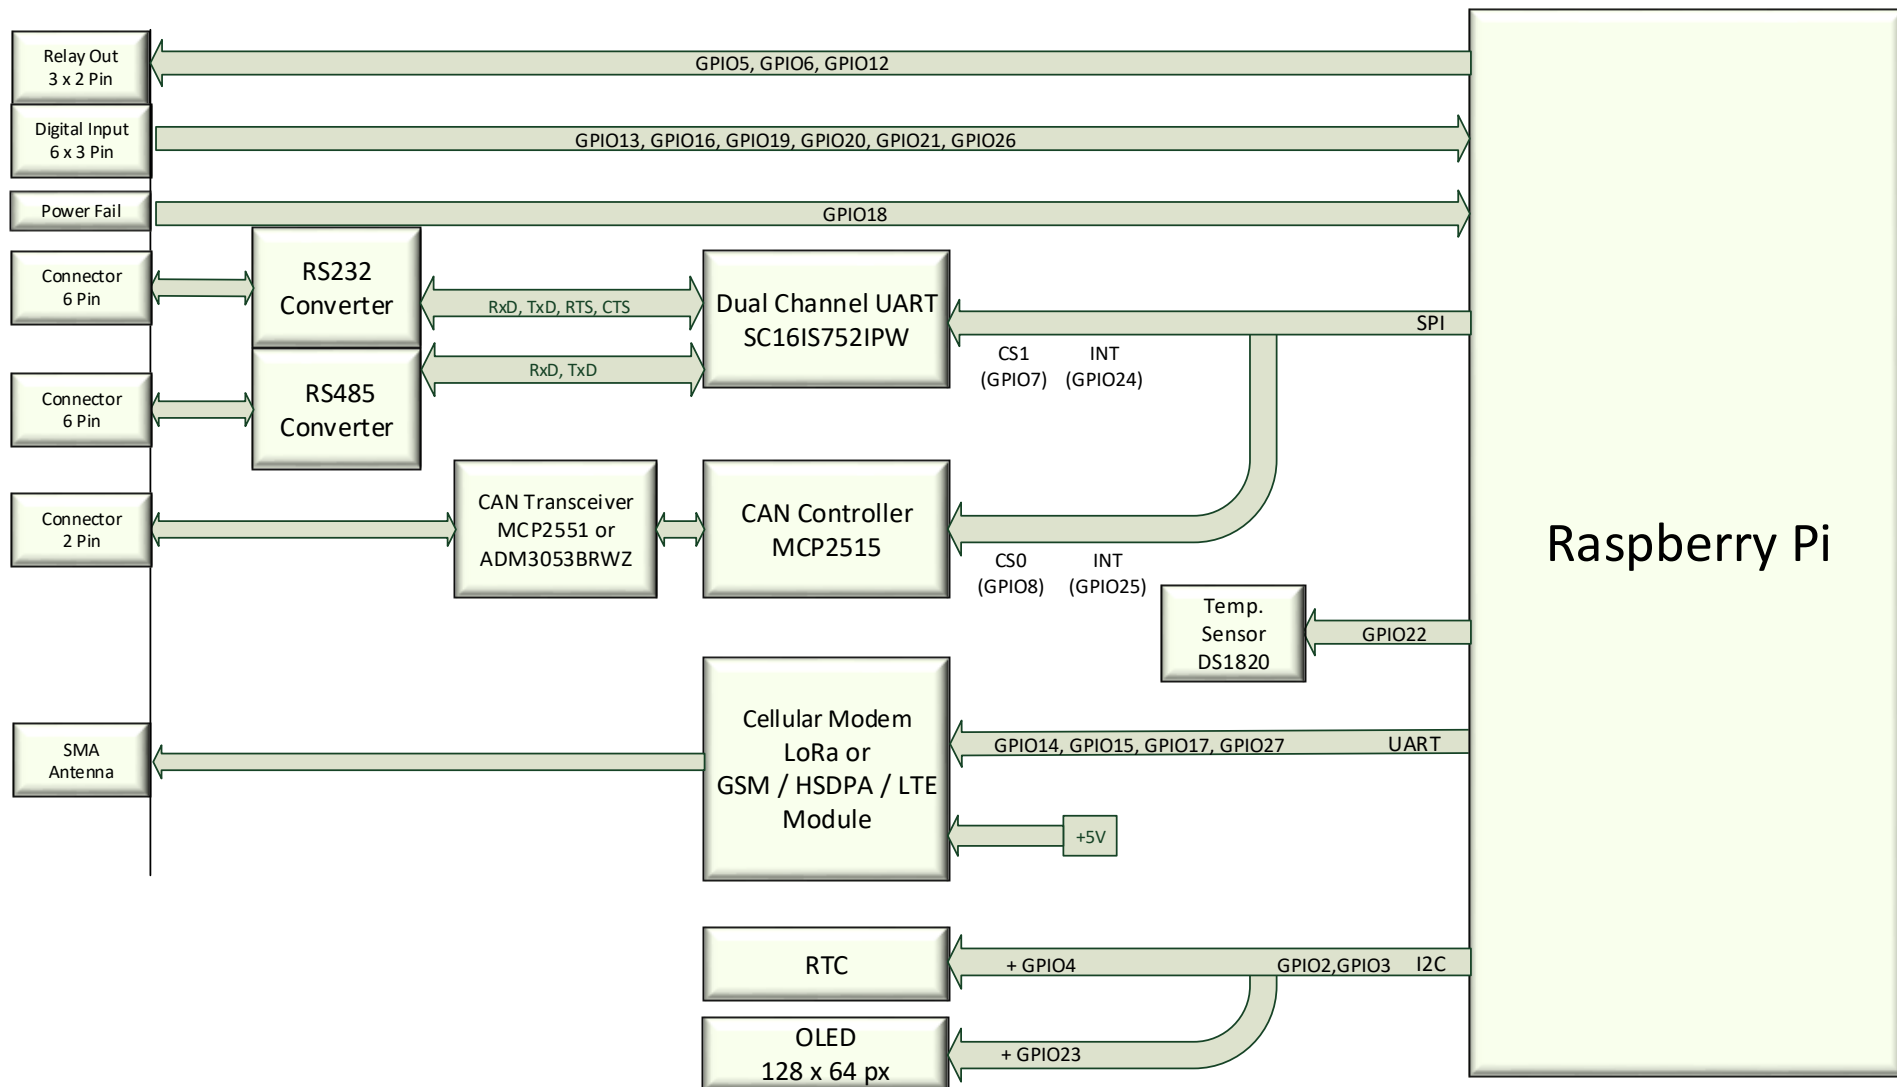 Relay Out
3 x 2 Pin
GPIO5, GPIO6, GPIO12
Digital Input
6 x 3 Pin
GPIO13, GPIO16, GPIO19, GPIO20, GPIO21, GPIO26
Power Fail
GPIO18
Connector
6 Pin
RS232
Converter
RxD, TxD, RTS, CTS
Dual Channel UART
SC16IS752IPW
SPI
CS1
(GPIO7)
INT
(GPIO24)
RxD, TxD
Connector
6 Pin
RS485
Converter
Connector
2 Pin
CAN Transceiver
MCP2551 or
ADM3053BRWZ
CAN Controller
MCP2515
CS0
(GPIO8)
INT
(GPIO25)
Raspberry Pi
Temp.
Sensor
DS1820
GPIO22
SMA
Antenna
Cellular Modem
LoRa or
GSM / HSDPA / LTE
Module
GPIO14, GPIO15, GPIO17, GPIO27
UART
+5V
RTC
+ GPIO4
GPIO2,GPIO3
I2C
OLED
128 x 64 px
+ GPIO23